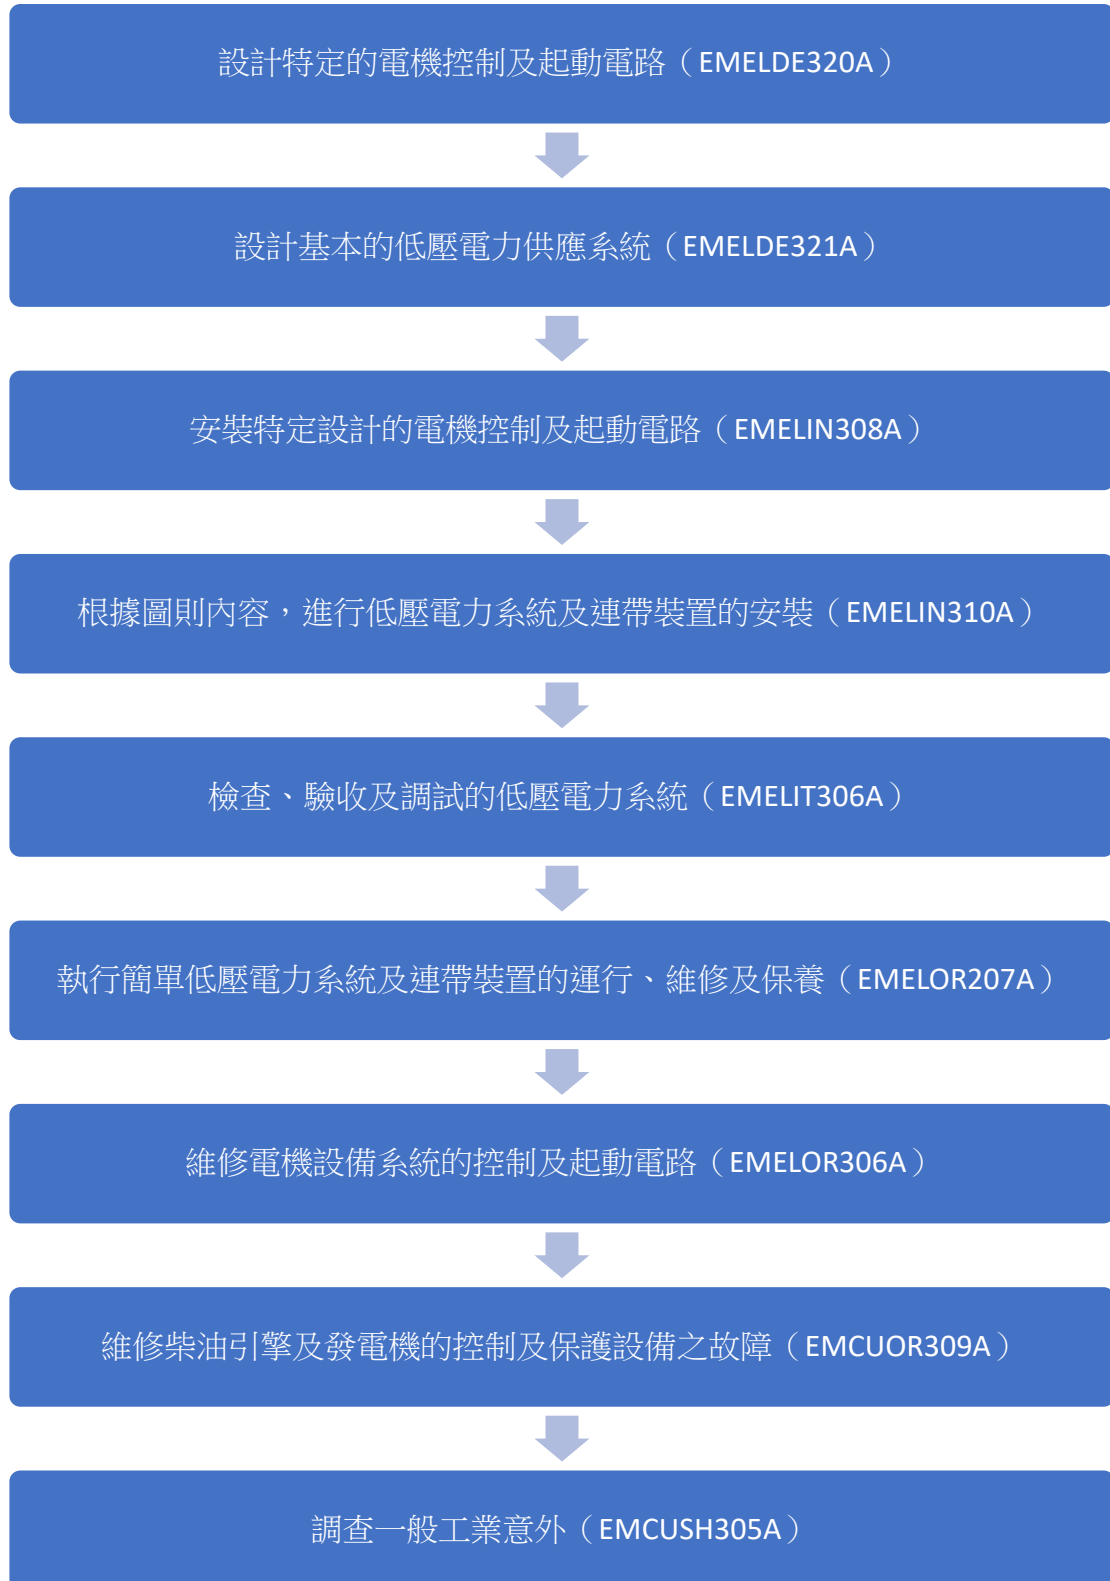 設計特定的電機控制及起動電路（EMELDE320A）
設計基本的低壓電力供應系統（EMELDE321A）
安裝特定設計的電機控制及起動電路（EMELIN308A）
根據圖則內容，進行低壓電力系統及連帶裝置的安裝（EMELIN310A）
檢查、驗收及調試的低壓電力系統（EMELIT306A）
執行簡單低壓電力系統及連帶裝置的運行、維修及保養（EMELOR207A）
維修電機設備系統的控制及起動電路（EMELOR306A）
維修柴油引擎及發電機的控制及保護設備之故障（EMCUOR309A）
調查一般工業意外（EMCUSH305A）